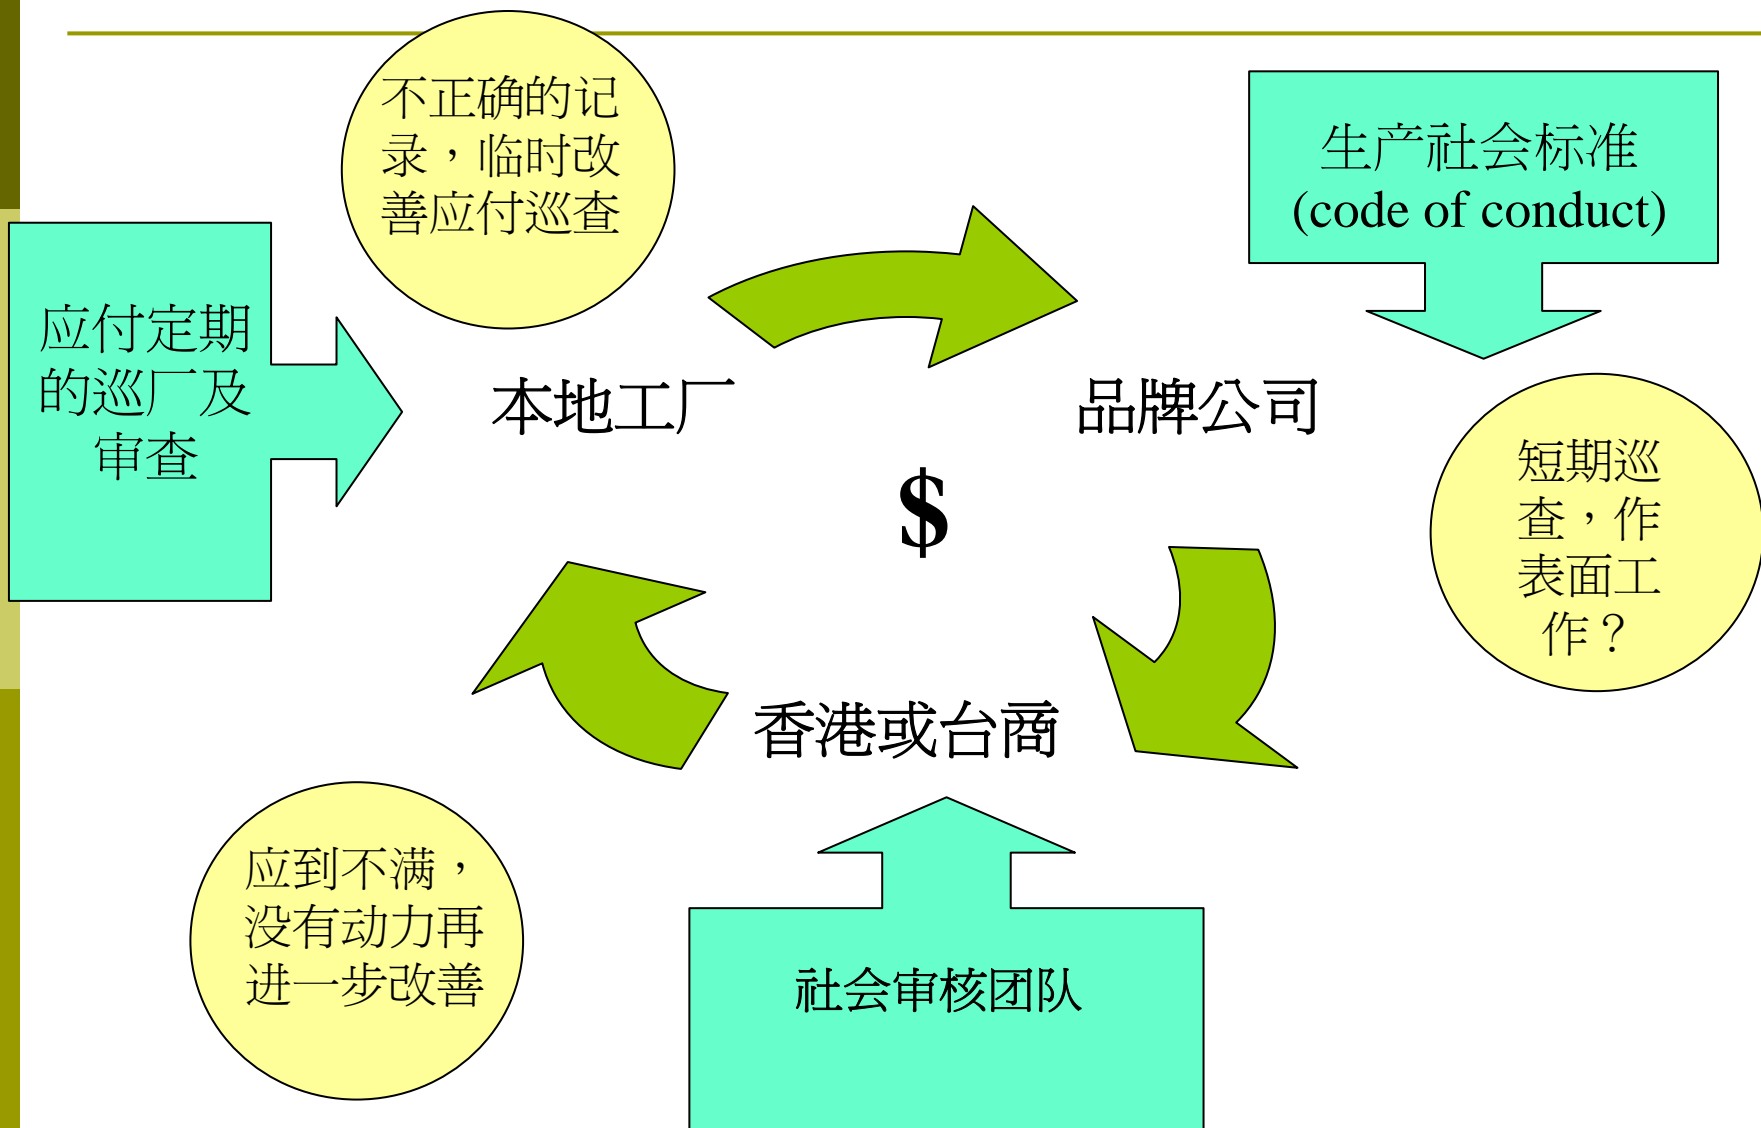 不正确的记
录，临时改
善应付巡查
生产社会标准
(code of conduct)
应付定期
的巡厂及
审查
本地工厂
品牌公司
$
短期巡
查，作
表面工
作？
香港或台商
应到不满，
没有动力再
进一步改善
社会审核团队